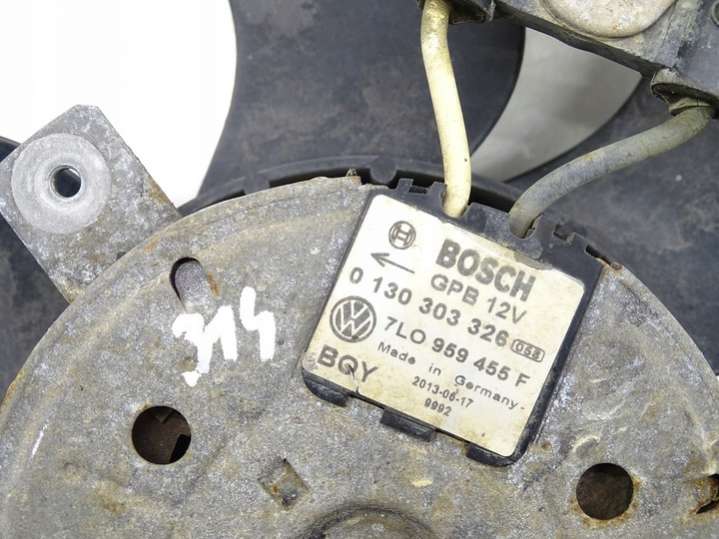 BOSCH
GPB 12V
0 130 303 326 058
7L0 959 455 F
Made in Germany
BQY
2013-06-17
9992
314